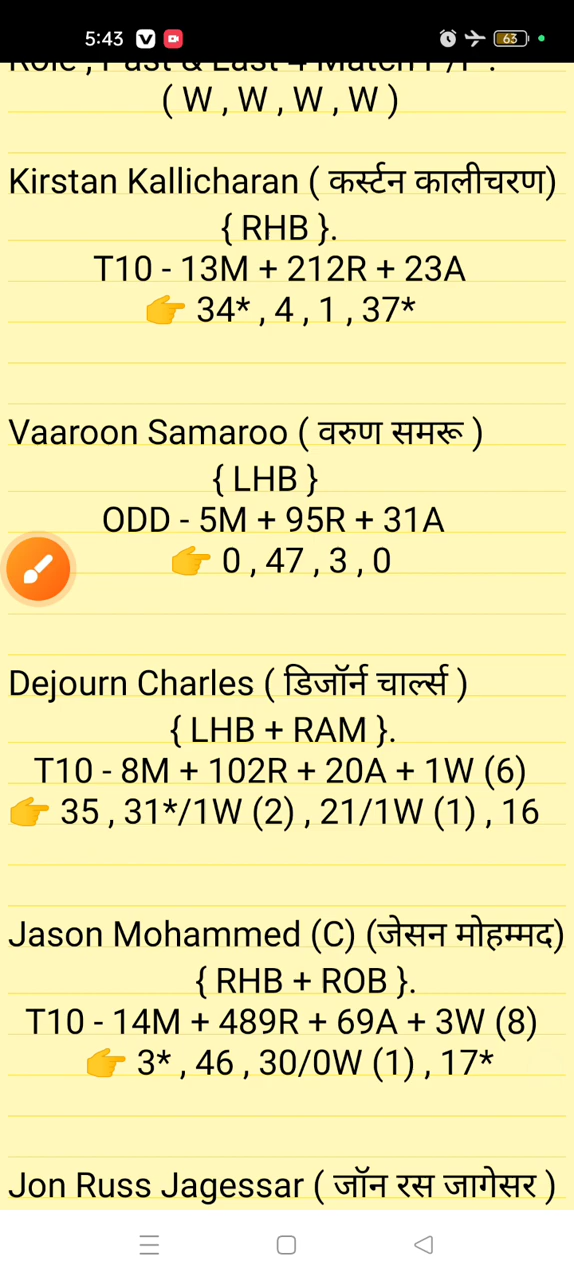 5:43
63
( W , W , W , W )
Kirstan Kallicharan ( कर्स्टन कालीचरण)
{ RHB }.
T10 - 13M + 212R + 23A
👉 34* , 4 , 1 , 37*
Vaaroon Samaroo ( वरुण समरू )
{ LHB }
ODD - 5M + 95R + 31A
👉 0 , 47 , 3 , 0
Dejourn Charles ( डिजॉर्न चार्ल्स )
{ LHB + RAM }.
T10 - 8M + 102R + 20A + 1W (6)
👉 35 , 31*/1W (2) , 21/1W (1) , 16
Jason Mohammed (C) (जेसन मोहम्मद)
{ RHB + ROB }.
T10 - 14M + 489R + 69A + 3W (8)
👉 3* , 46 , 30/0W (1) , 17*
Jon Russ Jagessar ( जॉन रस जागेसर )